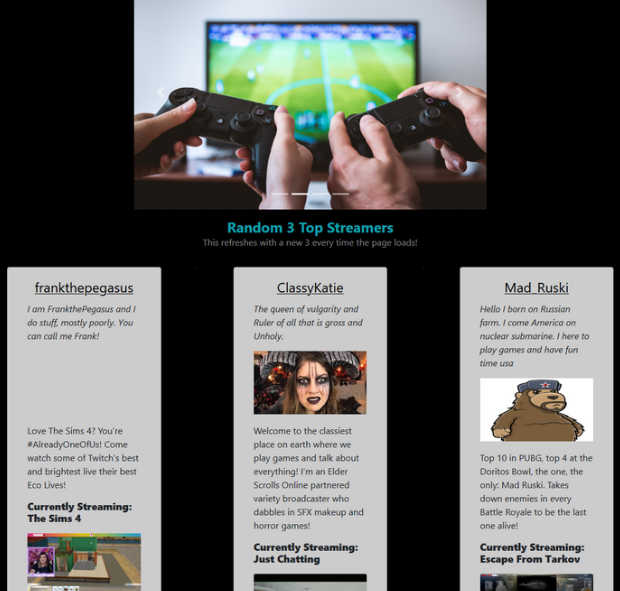 Random 3 Top Streamers
This refreshes with a new 3 every time the page loads!
frankthepegasus
I am FrankthePegasus and I
do stuff, mostly poorly. You
can call me Frank!
Love The Sims 4? You're
#AlreadyOneOfUs! Come
watch some of Twitch's best
and brightest live their best
Eco Lives!
Currently Streaming:
The Sims 4
ClassyKatie
The queen of vulgarity and
Ruler of all that is gross and
Unholy.
Welcome to the classiest
place on earth where we
play games and talk about
everything! I'm an Elder
Scrolls Online partnered
variety broadcaster who
dabbles in SFX makeup and
horror games!
Currently Streaming:
Just Chatting
Mad_Ruski
Hello I born on Russian
farm. I come America on
nuclear submarine. I here to
play games and have fun
time usa
Top 10 in PUBG, top 4 at the
Doritos Bowl, the one, the
only: Mad Ruski. Takes
down enemies in every
Battle Royale to be the last
one alive!
Currently Streaming:
Escape From Tarkov